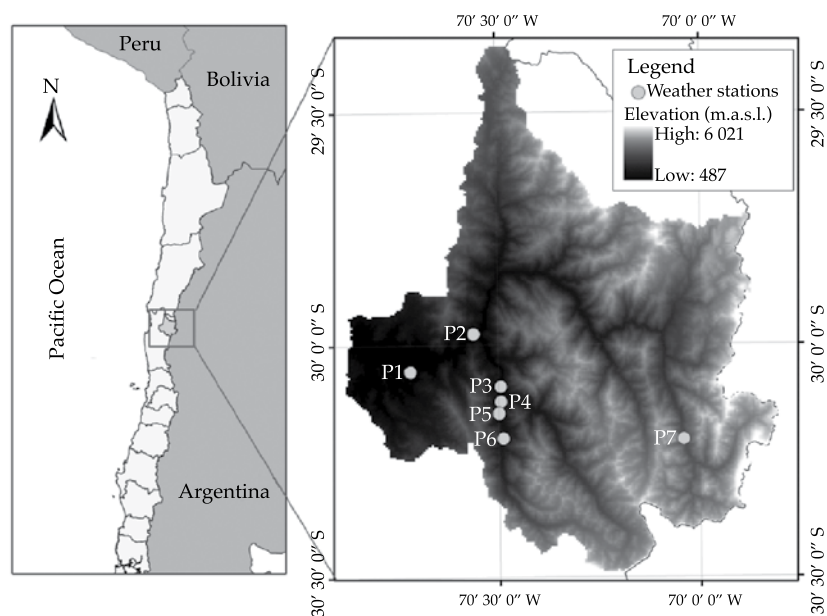 Peru
Bolivia
N
Pacific Ocean
Argentina
70′ 30′ 0″ W
70′ 0′ 0″ W
29′ 30′ 0″ S
30′ 0′ 0″ S
30′ 30′ 0″ S
Legend
Weather stations
Elevation (m.a.s.l.)
High: 6 021
Low: 487
29′ 30′ 0″ S
30′ 0′ 0″ S
30′ 30′ 0″ S
P2
P1
P3
P4
P5
P6
P7
70′ 30′ 0″ W
70′ 0′ 0″ W